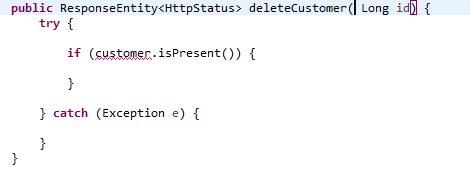 public ResponseEntity<HttpStatus> deleteCustomer( Long id) {
    try {
        if (customer.isPresent()) {
        }
    } catch (Exception e) {
    }
}